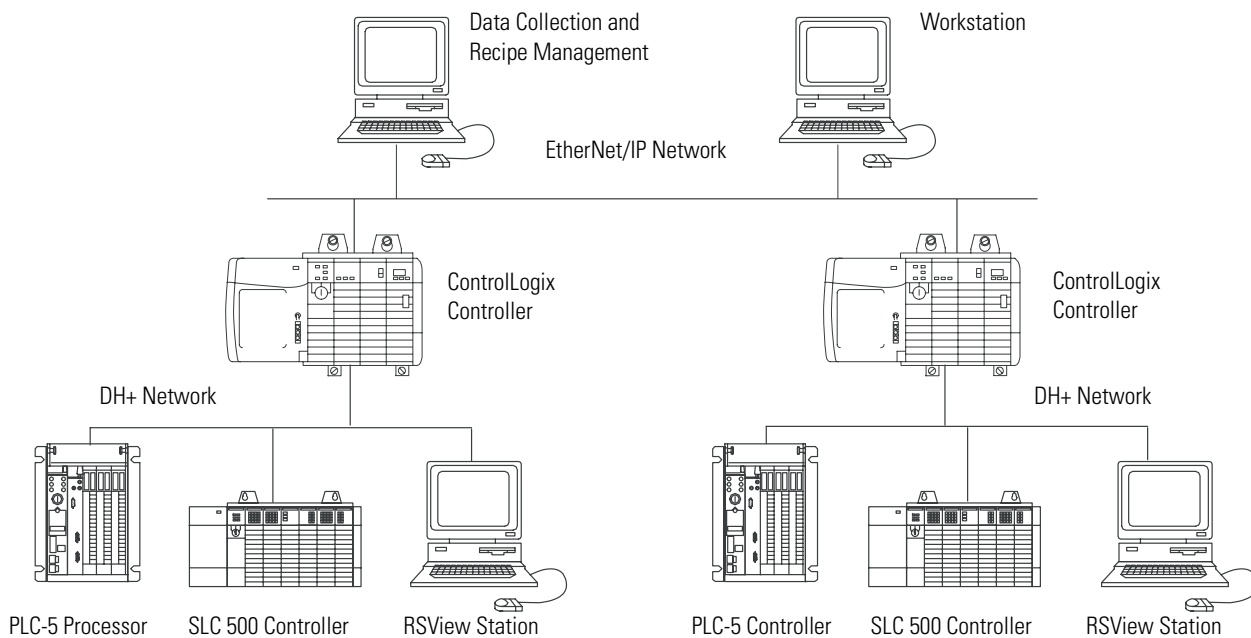 Data Collection and
Recipe Management
Workstation
EtherNet/IP Network
ControlLogix
Controller
ControlLogix
Controller
DH+ Network
DH+ Network
PLC-5 Processor
SLC 500 Controller
RSView Station
PLC-5 Controller
SLC 500 Controller
RSView Station